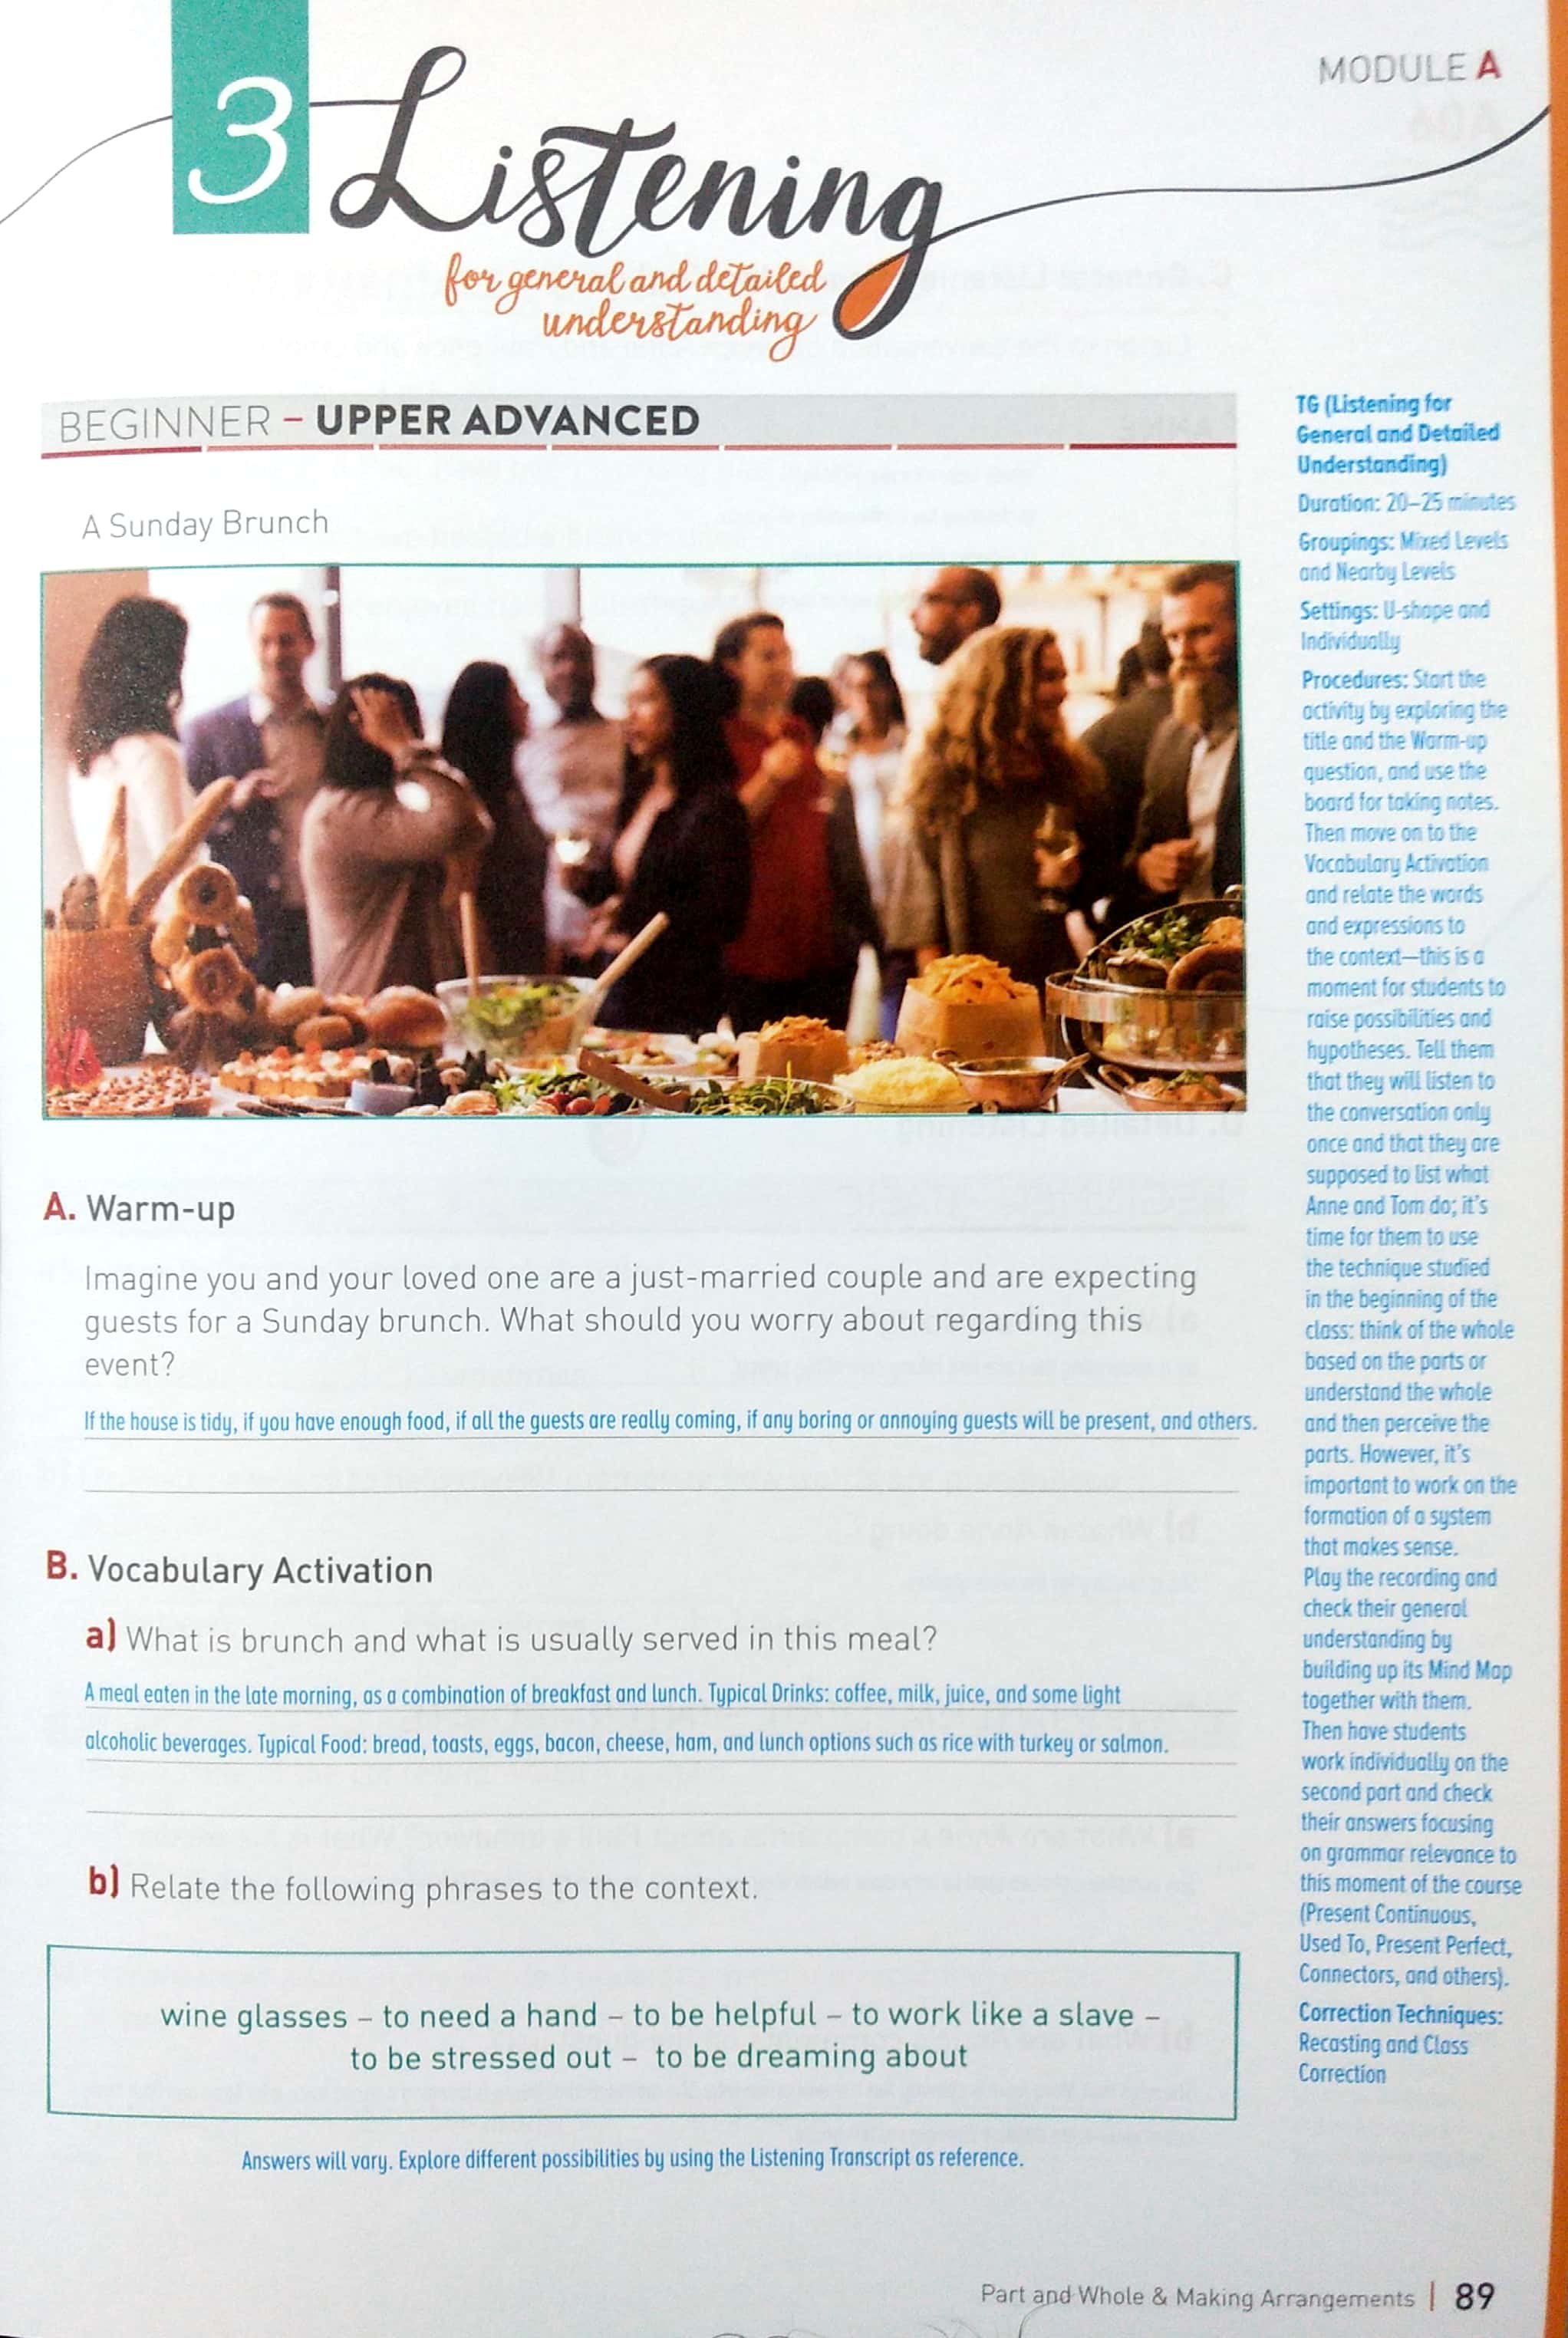 MODULE A
3 Listening
for general and detailed
understanding
BEGINNER – UPPER ADVANCED
A Sunday Brunch
A. Warm-up
Imagine you and your loved one are a just-married couple and are expecting
guests for a Sunday brunch. What should you worry about regarding this
event?
If the house is tidy, if you have enough food, if all the guests are really coming, if any boring or annoying guests will be present, and others.
B. Vocabulary Activation
a) What is brunch and what is usually served in this meal?
A meal eaten in the late morning, as a combination of breakfast and lunch. Typical Drinks: coffee, milk, juice, and some light
alcoholic beverages. Typical Food: bread, toasts, eggs, bacon, cheese, ham, and lunch options such as rice with turkey or salmon.
b) Relate the following phrases to the context.
wine glasses – to need a hand – to be helpful – to work like a slave –
to be stressed out – to be dreaming about
Answers will vary. Explore different possibilities by using the Listening Transcript as reference.
TG (Listening for
General and Detailed
Understanding)
Duration: 20–25 minutes
Groupings: Mixed Levels
and Nearby Levels
Settings: U-shape and
Individually
Procedures: Start the
activity by exploring the
title and the Warm-up
question, and use the
board for taking notes.
Then move on to the
Vocabulary Activation
and relate the words
and expressions to
the context—this is a
moment for students to
raise possibilities and
hypotheses. Tell them
that they will listen to
the conversation only
once and that they are
supposed to list what
Anne and Tom do; it's
time for them to use
the technique studied
in the beginning of the
class: think of the whole
based on the parts or
understand the whole
and then perceive the
parts. However, it's
important to work on the
formation of a system
that makes sense.
Play the recording and
check their general
understanding by
building up its Mind Map
together with them.
Then have students
work individually on the
second part and check
their answers focusing
on grammar relevance to
this moment of the course
(Present Continuous,
Used To, Present Perfect,
Connectors, and others).
Correction Techniques:
Recasting and Class
Correction
Part and Whole & Making Arrangements | 89